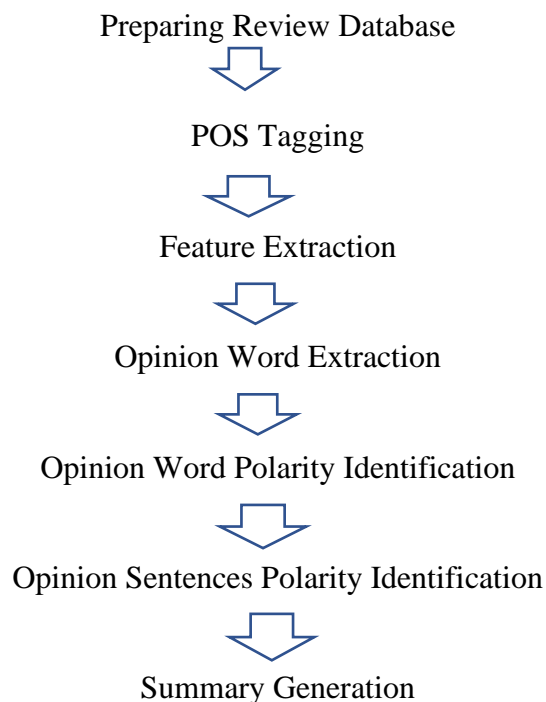 Preparing Review Database
POS Tagging
Feature Extraction
Opinion Word Extraction
Opinion Word Polarity Identification
Opinion Sentences Polarity Identification
Summary Generation